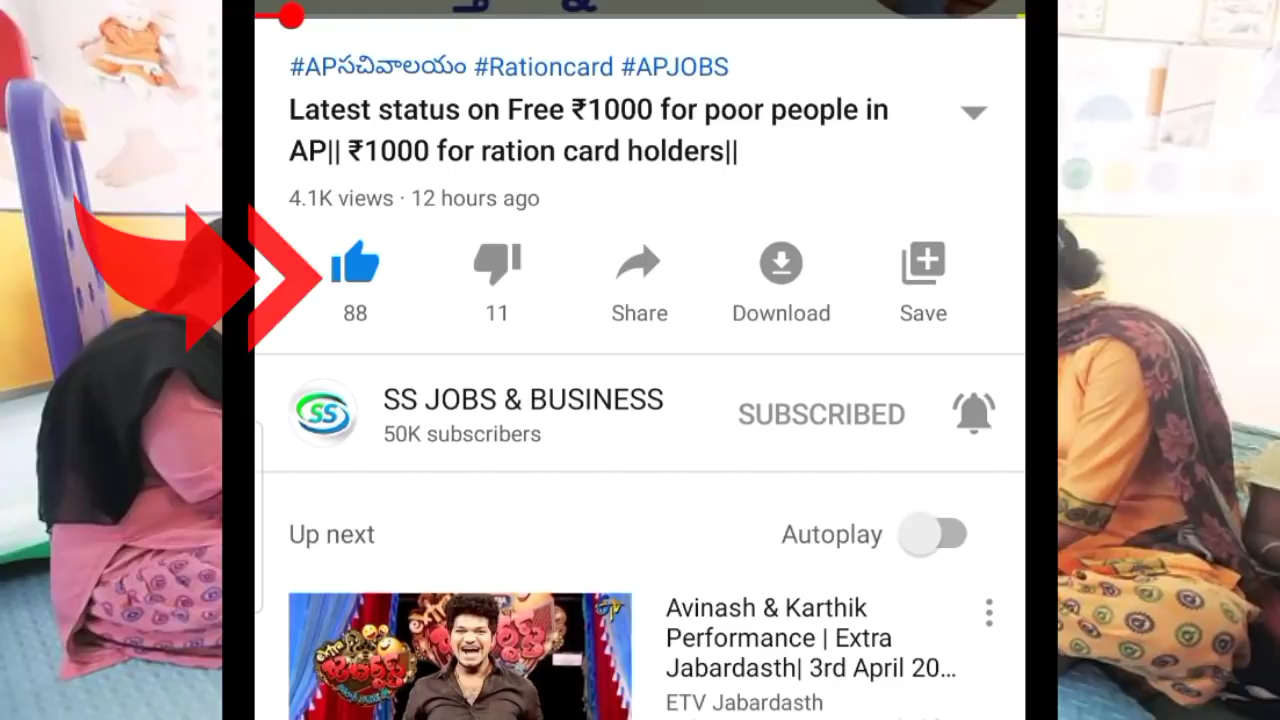 #APసచివాలయం #Rationcard #APJOBS
Latest status on Free ₹1000 for poor people in
AP|| ₹1000 for ration card holders||
4.1K views · 12 hours ago
88
11
Share
Download
Save
SS
SS JOBS & BUSINESS
50K subscribers
SUBSCRIBED
Up next
Autoplay
Avinash & Karthik
Performance | Extra
Jabardasth| 3rd April 20...
ETV Jabardasth